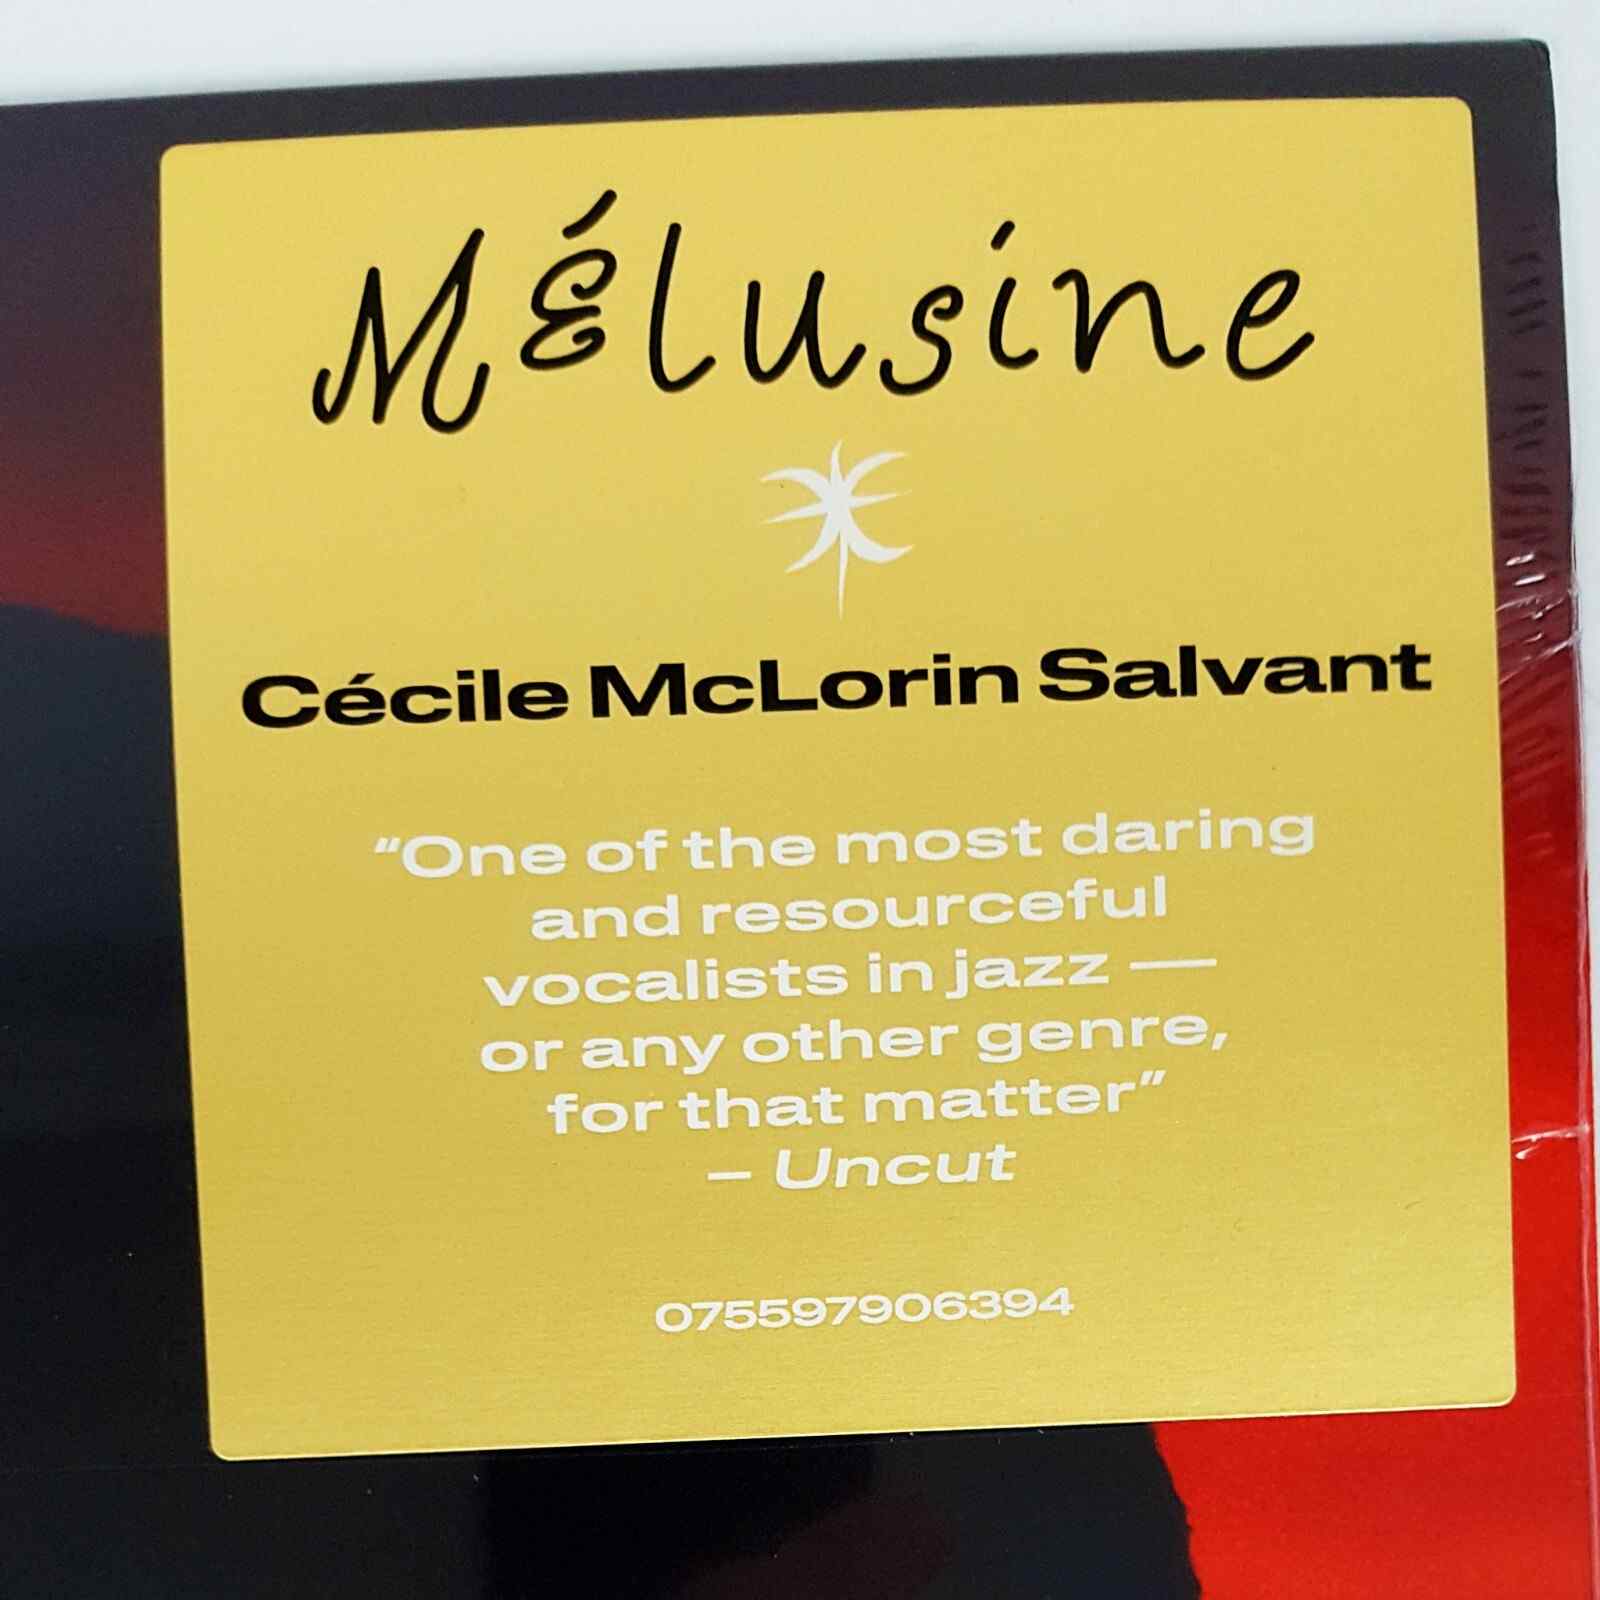 Mélusine
Cécile McLorin Salvant
“One of the most daring
and resourceful
vocalists in jazz —
or any other genre,
for that matter”
– Uncut
075597906394